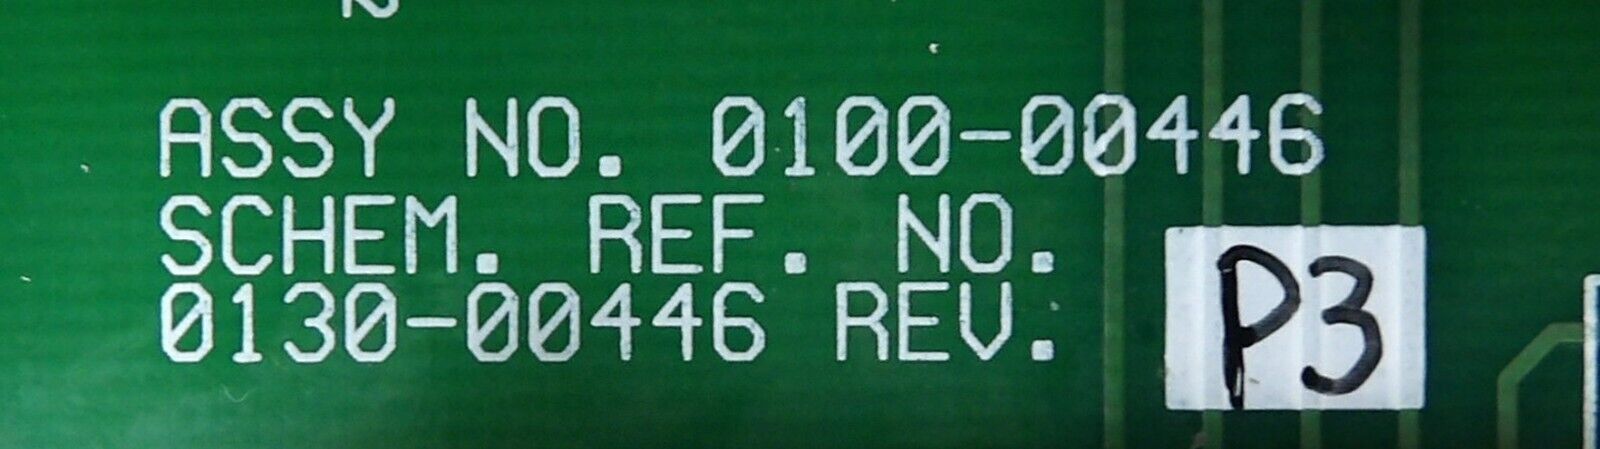 ASSY NO. 0100-00446
SCHEM. REF. NO.
0130-00446 REV. P3